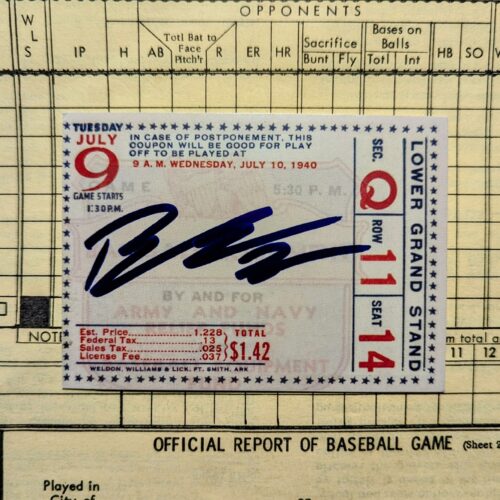 OPPONENTS
W
L
S
IP
H
AB
Totl Bat to
Face
Pitch'r
R
ER
HR
Sacrifice
Bunt
Fly
Bases on
Balls
Totl
Int
HB
SO
TUESDAY
JULY
9
GAME STARTS
1:30 P.M.
IN CASE OF POSTPONEMENT, THIS
COUPON WILL BE GOOD FOR PLAY
OFF TO BE PLAYED AT
9 A.M. WEDNESDAY, JULY 10, 1940
5:30 P. M.
BY AND FOR
ARMY AND NAVY
Est. Price 1.228
Federal Tax .13
Sales Tax .025
License Fee .037
TOTAL
$1.42
WELDON, WILLIAMS & LICK, FT. SMITH, ARK
SEC.
Q
ROW
11
SEAT
14
LOWER GRAND STAND
NOTE
m total a
11 12
OFFICIAL REPORT OF BASEBALL GAME (Sheet 2
Played in
City of